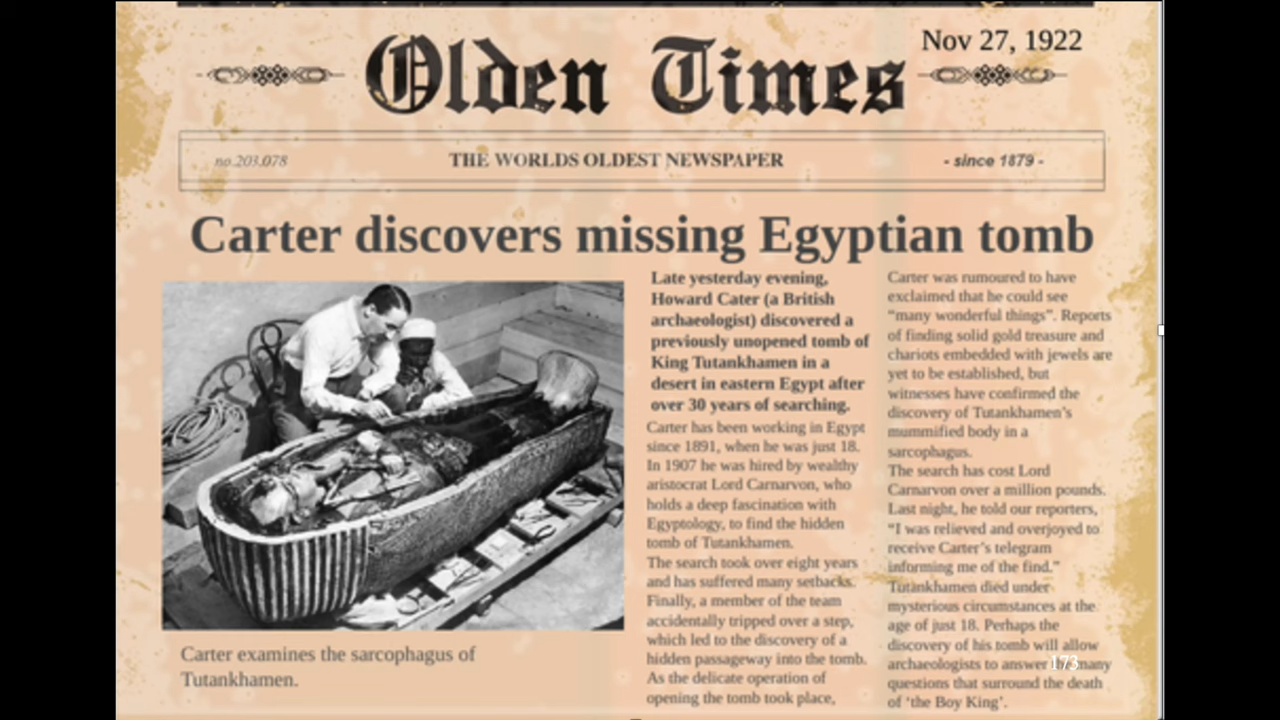 Nov 27, 1922
Olden Times
no.203.078
THE WORLDS OLDEST NEWSPAPER
- since 1879 -
Carter discovers missing Egyptian tomb
Carter examines the sarcophagus of
Tutankhamen.
Late yesterday evening,
Howard Cater (a British
archaeologist) discovered a
previously unopened tomb of
King Tutankhamen in a
desert in eastern Egypt after
over 30 years of searching.
Carter has been working in Egypt
since 1891, when he was just 18.
In 1907 he was hired by wealthy
aristocrat Lord Carnarvon, who
holds a deep fascination with
Egyptology, to find the hidden
tomb of Tutankhamen.
The search took over eight years
and has suffered many setbacks.
Finally, a member of the team
accidentally tripped over a step,
which led to the discovery of a
hidden passageway into the tomb.
As the delicate operation of
opening the tomb took place,
Carter was rumoured to have
exclaimed that he could see
“many wonderful things”. Reports
of finding solid gold treasure and
chariots embedded with jewels are
yet to be established, but
witnesses have confirmed the
discovery of Tutankhamen’s
mummified body in a
sarcophagus.
The search has cost Lord
Carnarvon over a million pounds.
Last night, he told our reporters,
“I was relieved and overjoyed to
receive Carter’s telegram
informing me of the find.”
Tutankhamen died under
mysterious circumstances at the
age of just 18. Perhaps the
discovery of his tomb will allow
archaeologists to answer many
questions that surround the death
of ‘the Boy King’.
173